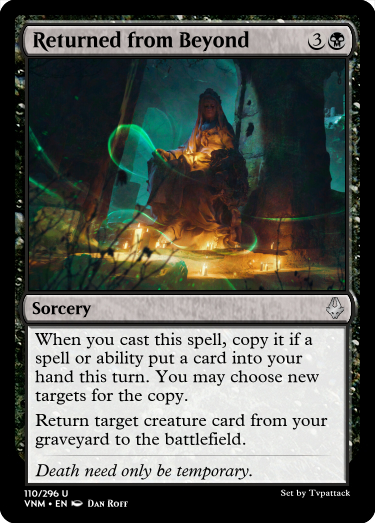 Returned from Beyond 3
Sorcery
When you cast this spell, copy it if a
spell or ability put a card into your
hand this turn. You may choose new
targets for the copy.
Return target creature card from your
graveyard to the battlefield.
Death need only be temporary.
110/296 U
VNM • EN Dan Roff
Set by Tvpattack